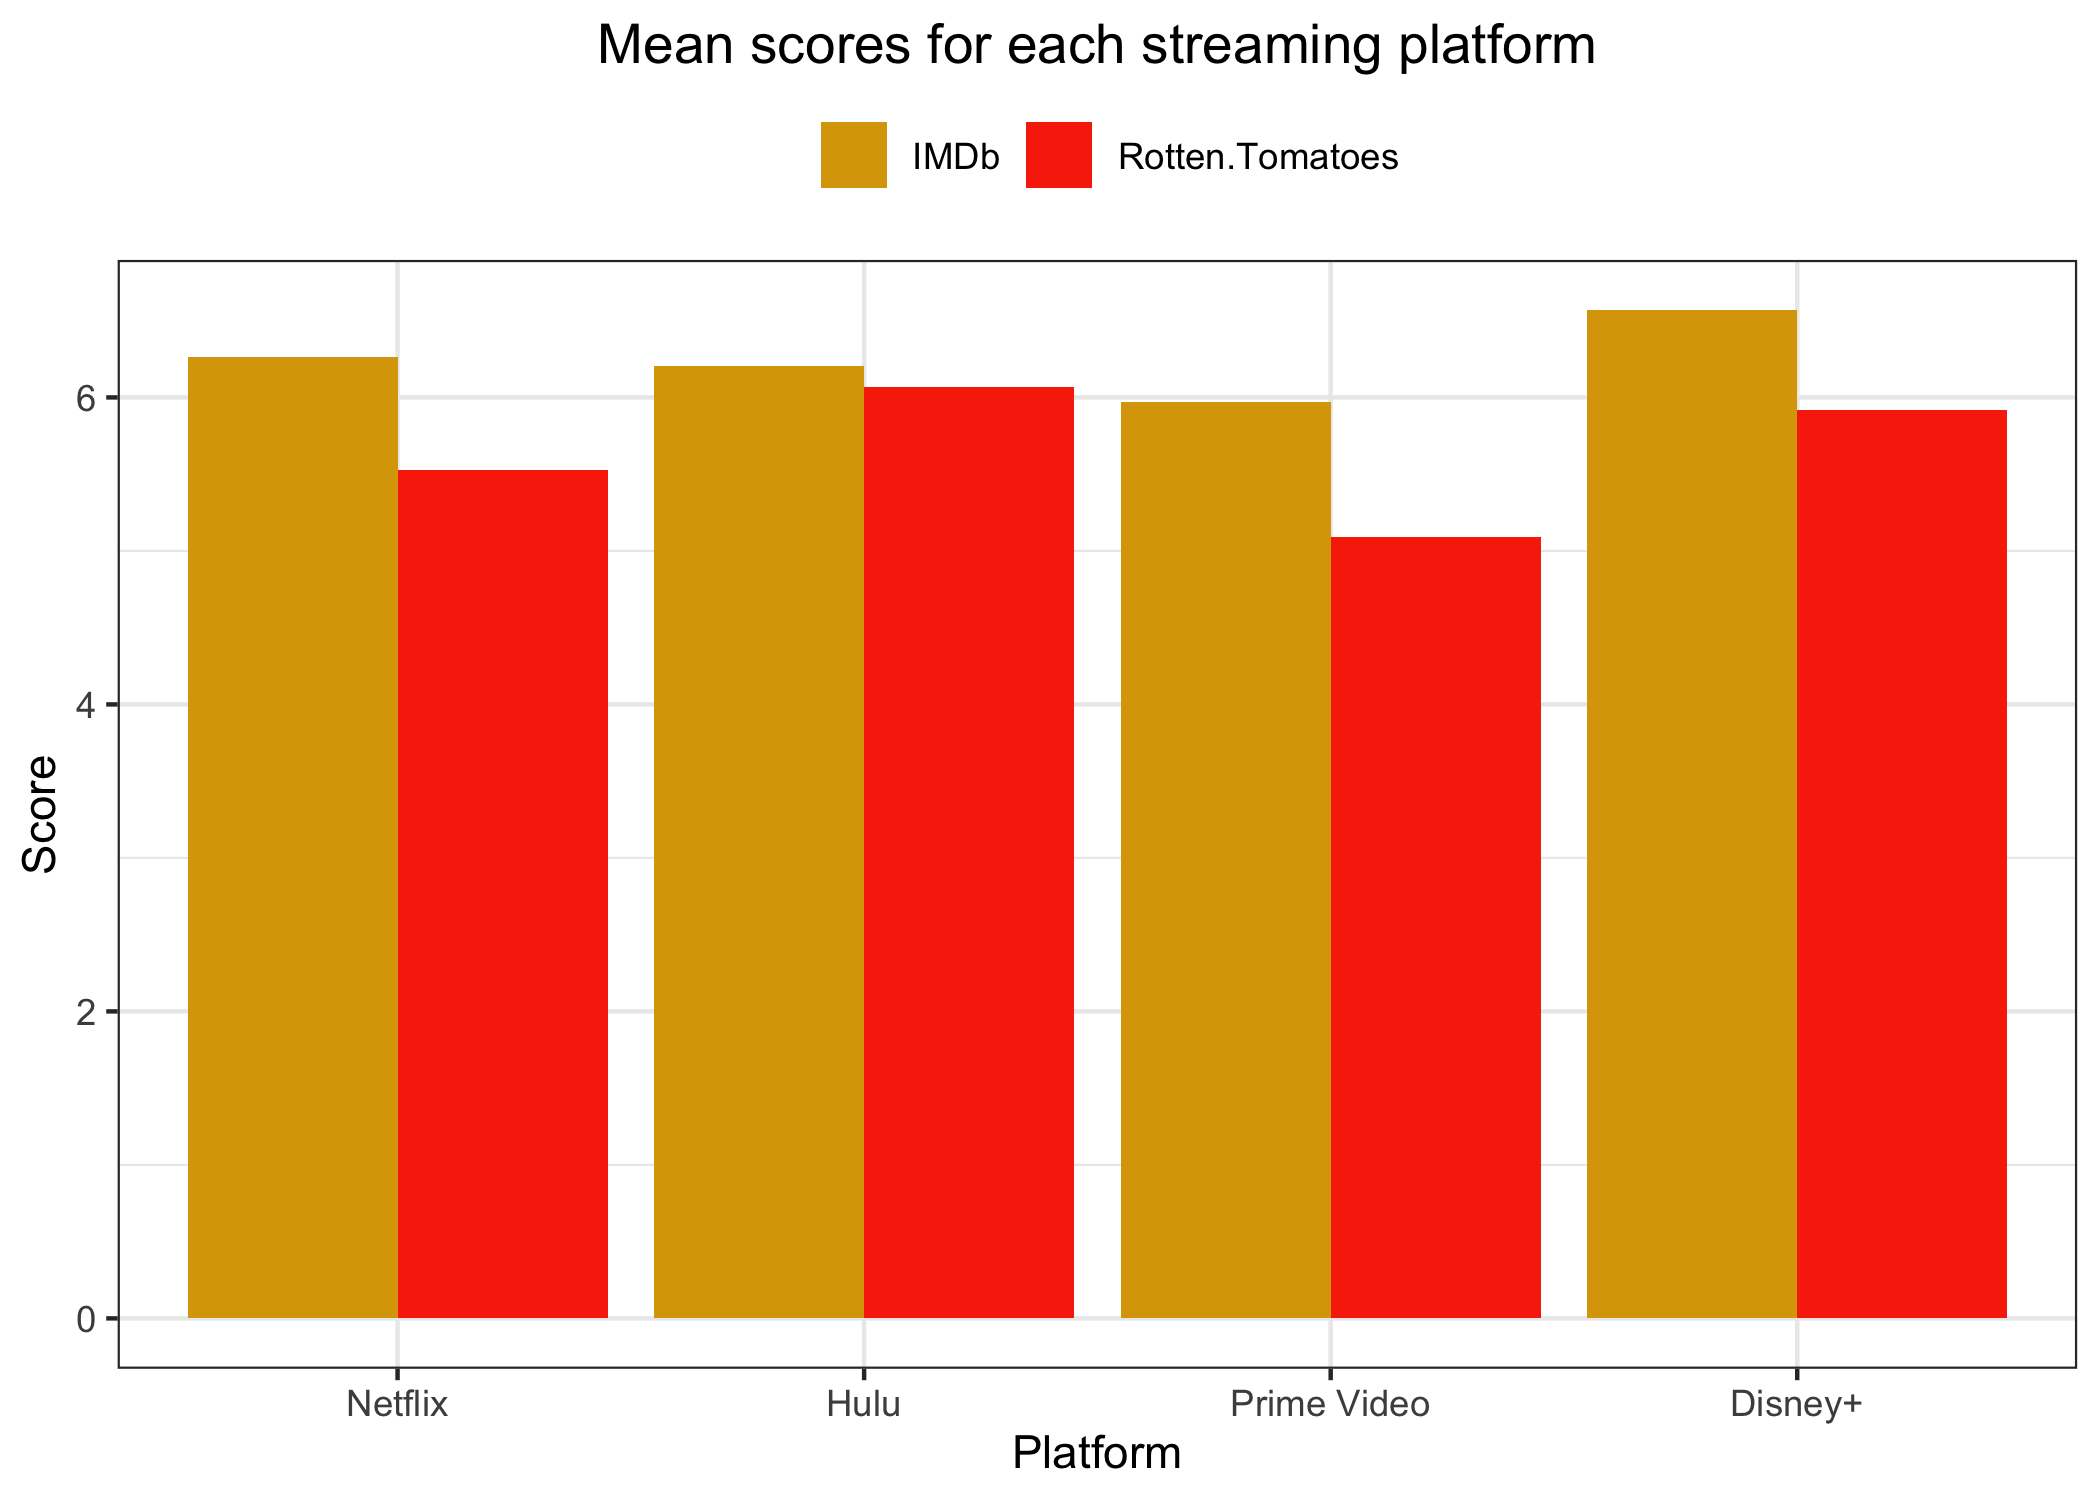 Mean scores for each streaming platform
IMDb Rotten.Tomatoes
6
4
2
0
Score
Netflix Hulu Prime Video Disney+
Platform